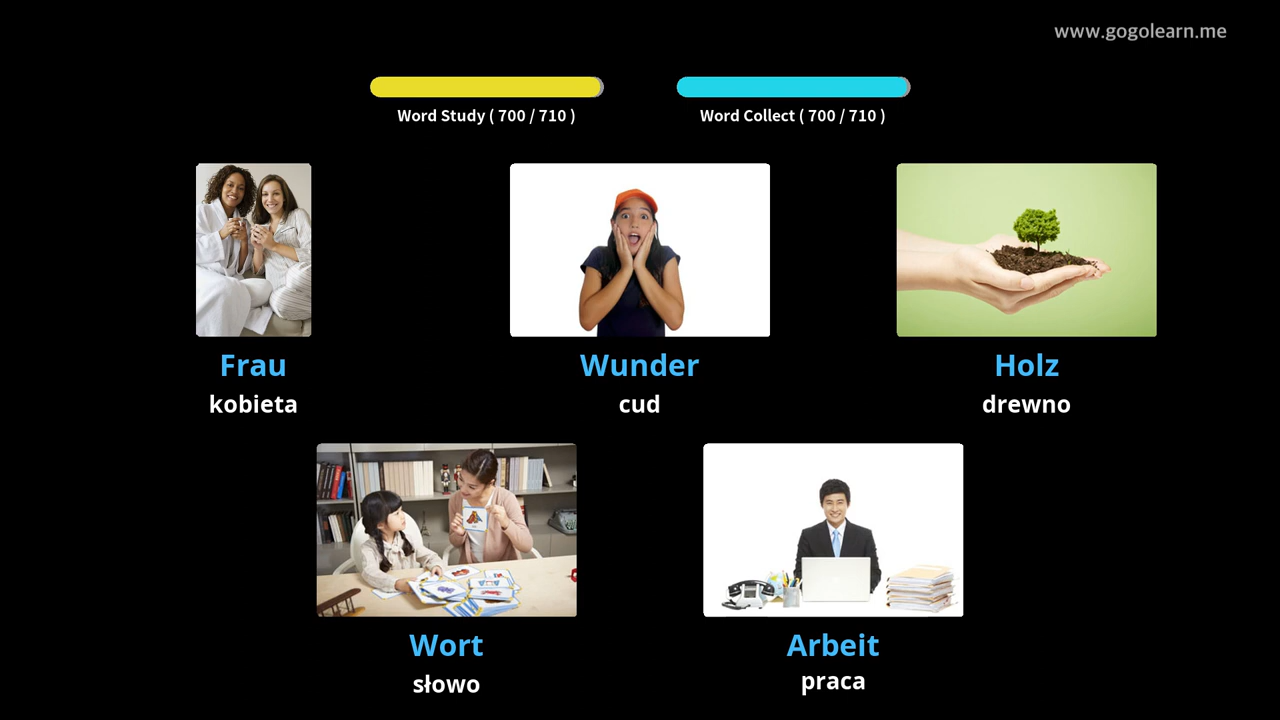 www.gogolearn.me
Word Study ( 700 / 710 )
Word Collect ( 700 / 710 )
Frau
kobieta
Wunder
cud
Holz
drewno
Wort
słowo
Arbeit
praca